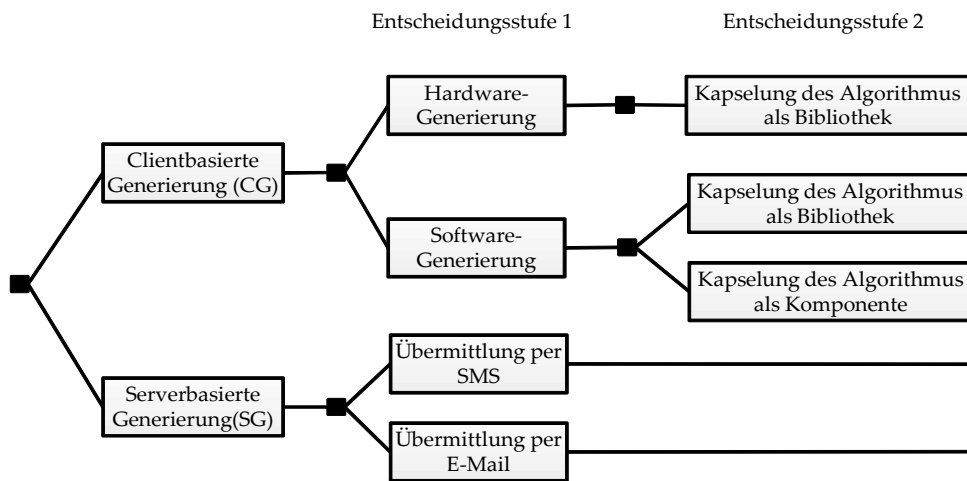 Entscheidungsstufe 1
Entscheidungsstufe 2
Hardware-
Generierung
Kapselung des Algorithmus
als Bibliothek
Clientbasierte
Generierung (CG)
Software-
Generierung
Kapselung des Algorithmus
als Bibliothek
Kapselung des Algorithmus
als Komponente
Serverbasierte
Generierung(SG)
Übermittlung per
SMS
Übermittlung per
E-Mail